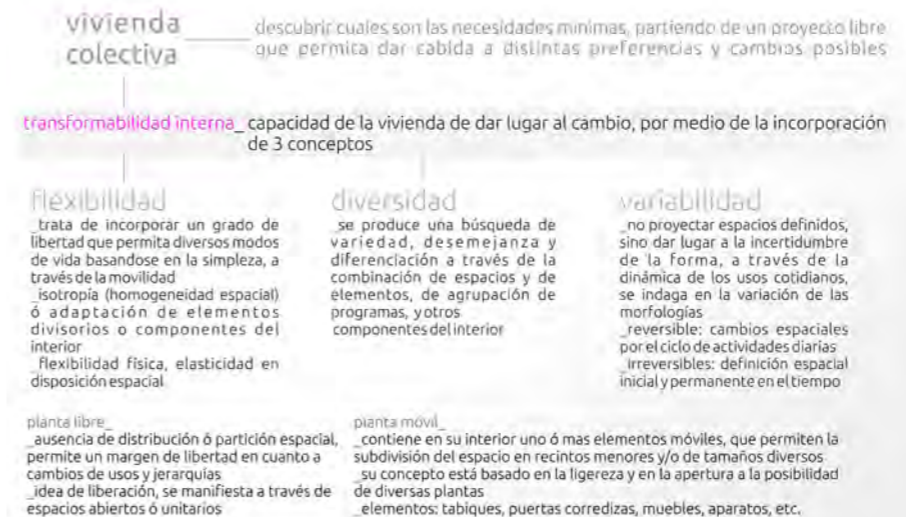 vivienda
colectiva
descubrir cuales son las necesidades minimas, partiendo de un proyecto libre
que permita dar cabida a distintas preferencias y cambios posibles
transformabilidad interna_ capacidad de la vivienda de dar lugar al cambio, por medio de la incorporación
de 3 conceptos
flexibilidad
_trata de incorporar un grado de
libertad que permita diversos modos
de vida basandose en la simpleza, a
través de la movilidad
_isotropía (homogeneidad espacial)
ó adaptación de elementos
divisorios o componentes del
interior
_flexibilidad física, elasticidad en
disposición espacial
diversidad
_se produce una búsqueda de
variedad, desemejanza y
diferenciación a través de la
combinación de espacios y de
elementos, de agrupación de
programas, y otros
componentes del interior
variabilidad
_no proyectar espacios definidos,
sino dar lugar a la incertidumbre
de la forma, a través de la
dinámica de los usos cotidianos,
se indaga en la variación de las
morfologías
_reversible: cambios espaciales
por el ciclo de actividades diarias
_irreversibles: definición espacial
inicial y permanente en el tiempo
planta libre_
_ausencia de distribución ó partición espacial,
permite un margen de libertad en cuanto a
cambios de usos y jerarquías
_idea de liberación, se manifiesta a través de
espacios abiertos ó unitarios
planta móvil_
_contiene en su interior uno ó mas elementos móviles, que permiten la
subdivisión del espacio en recintos menores y/o de tamaños diversos
_su concepto está basado en la ligereza y en la apertura a la posibilidad
de diversas plantas
_elementos: tabiques, puertas corredizas, muebles, aparatos, etc.